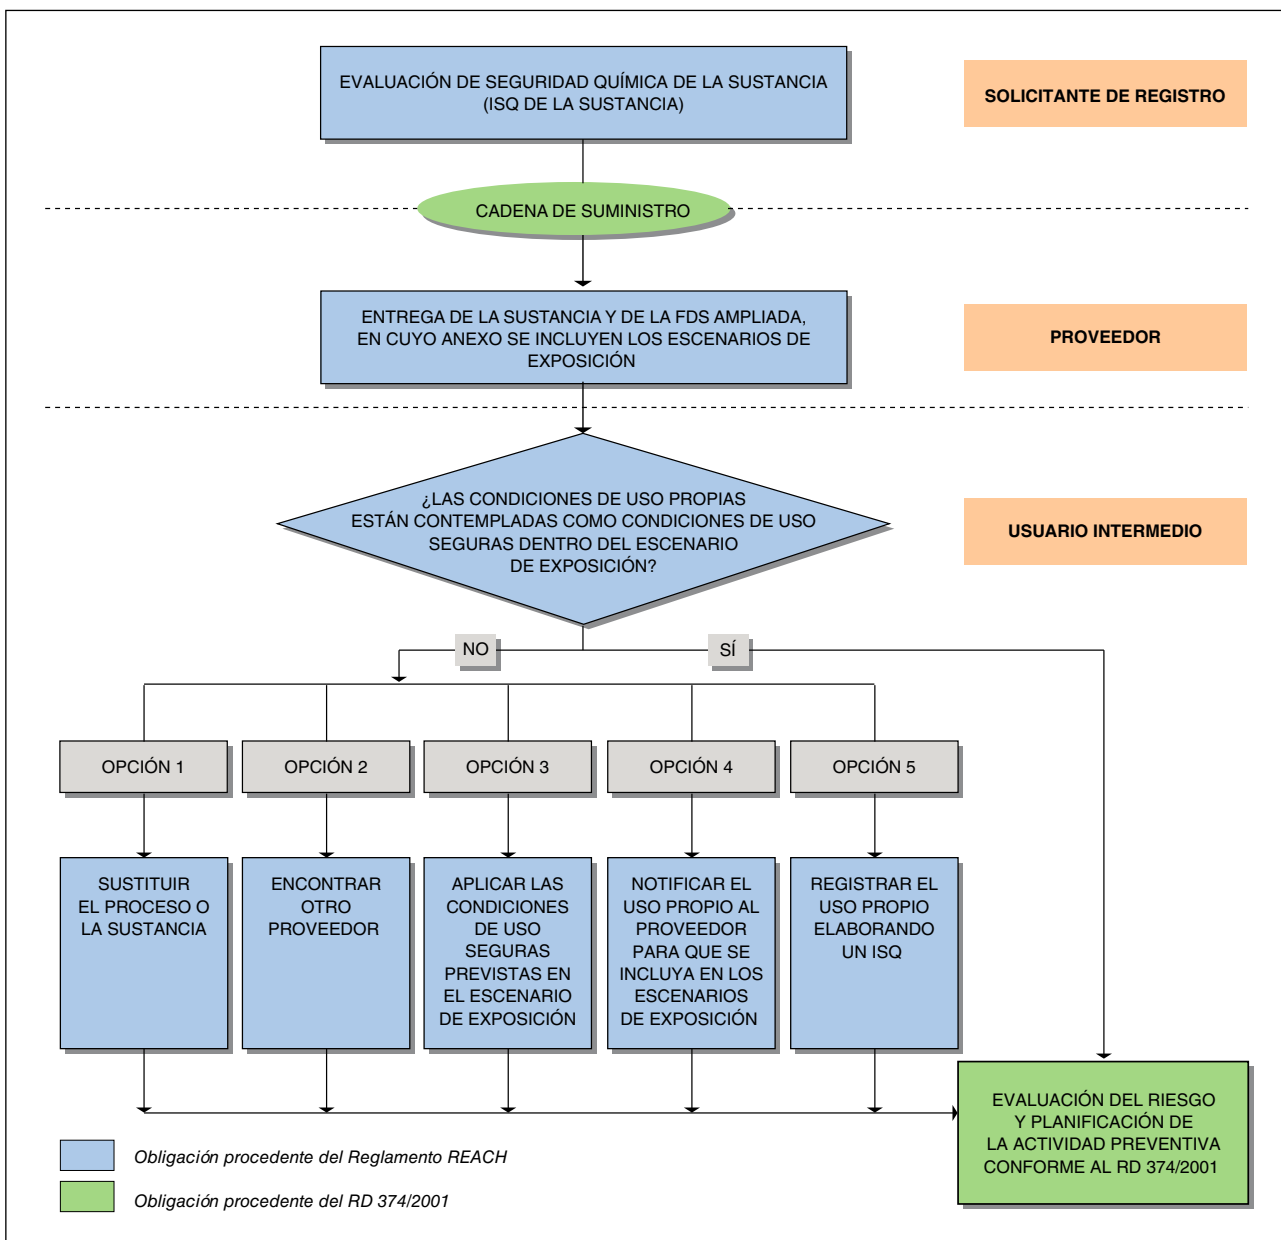 EVALUACIÓN DE SEGURIDAD QUÍMICA DE LA SUSTANCIA
(ISQ DE LA SUSTANCIA)
SOLICITANTE DE REGISTRO
CADENA DE SUMINISTRO
ENTREGA DE LA SUSTANCIA Y DE LA FDS AMPLIADA,
EN CUYO ANEXO SE INCLUYEN LOS ESCENARIOS DE
EXPOSICIÓN
PROVEEDOR
¿LAS CONDICIONES DE USO PROPIAS
ESTÁN CONTEMPLADAS COMO CONDICIONES DE USO
SEGURAS DENTRO DEL ESCENARIO
DE EXPOSICIÓN?
USUARIO INTERMEDIO
NO
SÍ
OPCIÓN 1
OPCIÓN 2
OPCIÓN 3
OPCIÓN 4
OPCIÓN 5
SUSTITUIR
EL PROCESO O
LA SUSTANCIA
ENCONTRAR
OTRO
PROVEEDOR
APLICAR LAS
CONDICIONES
DE USO
SEGURAS
PREVISTAS EN
EL ESCENARIO
DE EXPOSICIÓN
NOTIFICAR EL
USO PROPIO AL
PROVEEDOR
PARA QUE SE
INCLUYA EN LOS
ESCENARIOS
DE EXPOSICIÓN
REGISTRAR EL
USO PROPIO
ELABORANDO
UN ISQ
EVALUACIÓN DEL RIESGO
Y PLANIFICACIÓN DE
LA ACTIVIDAD PREVENTIVA
CONFORME AL RD 374/2001
Obligación procedente del Reglamento REACH
Obligación procedente del RD 374/2001